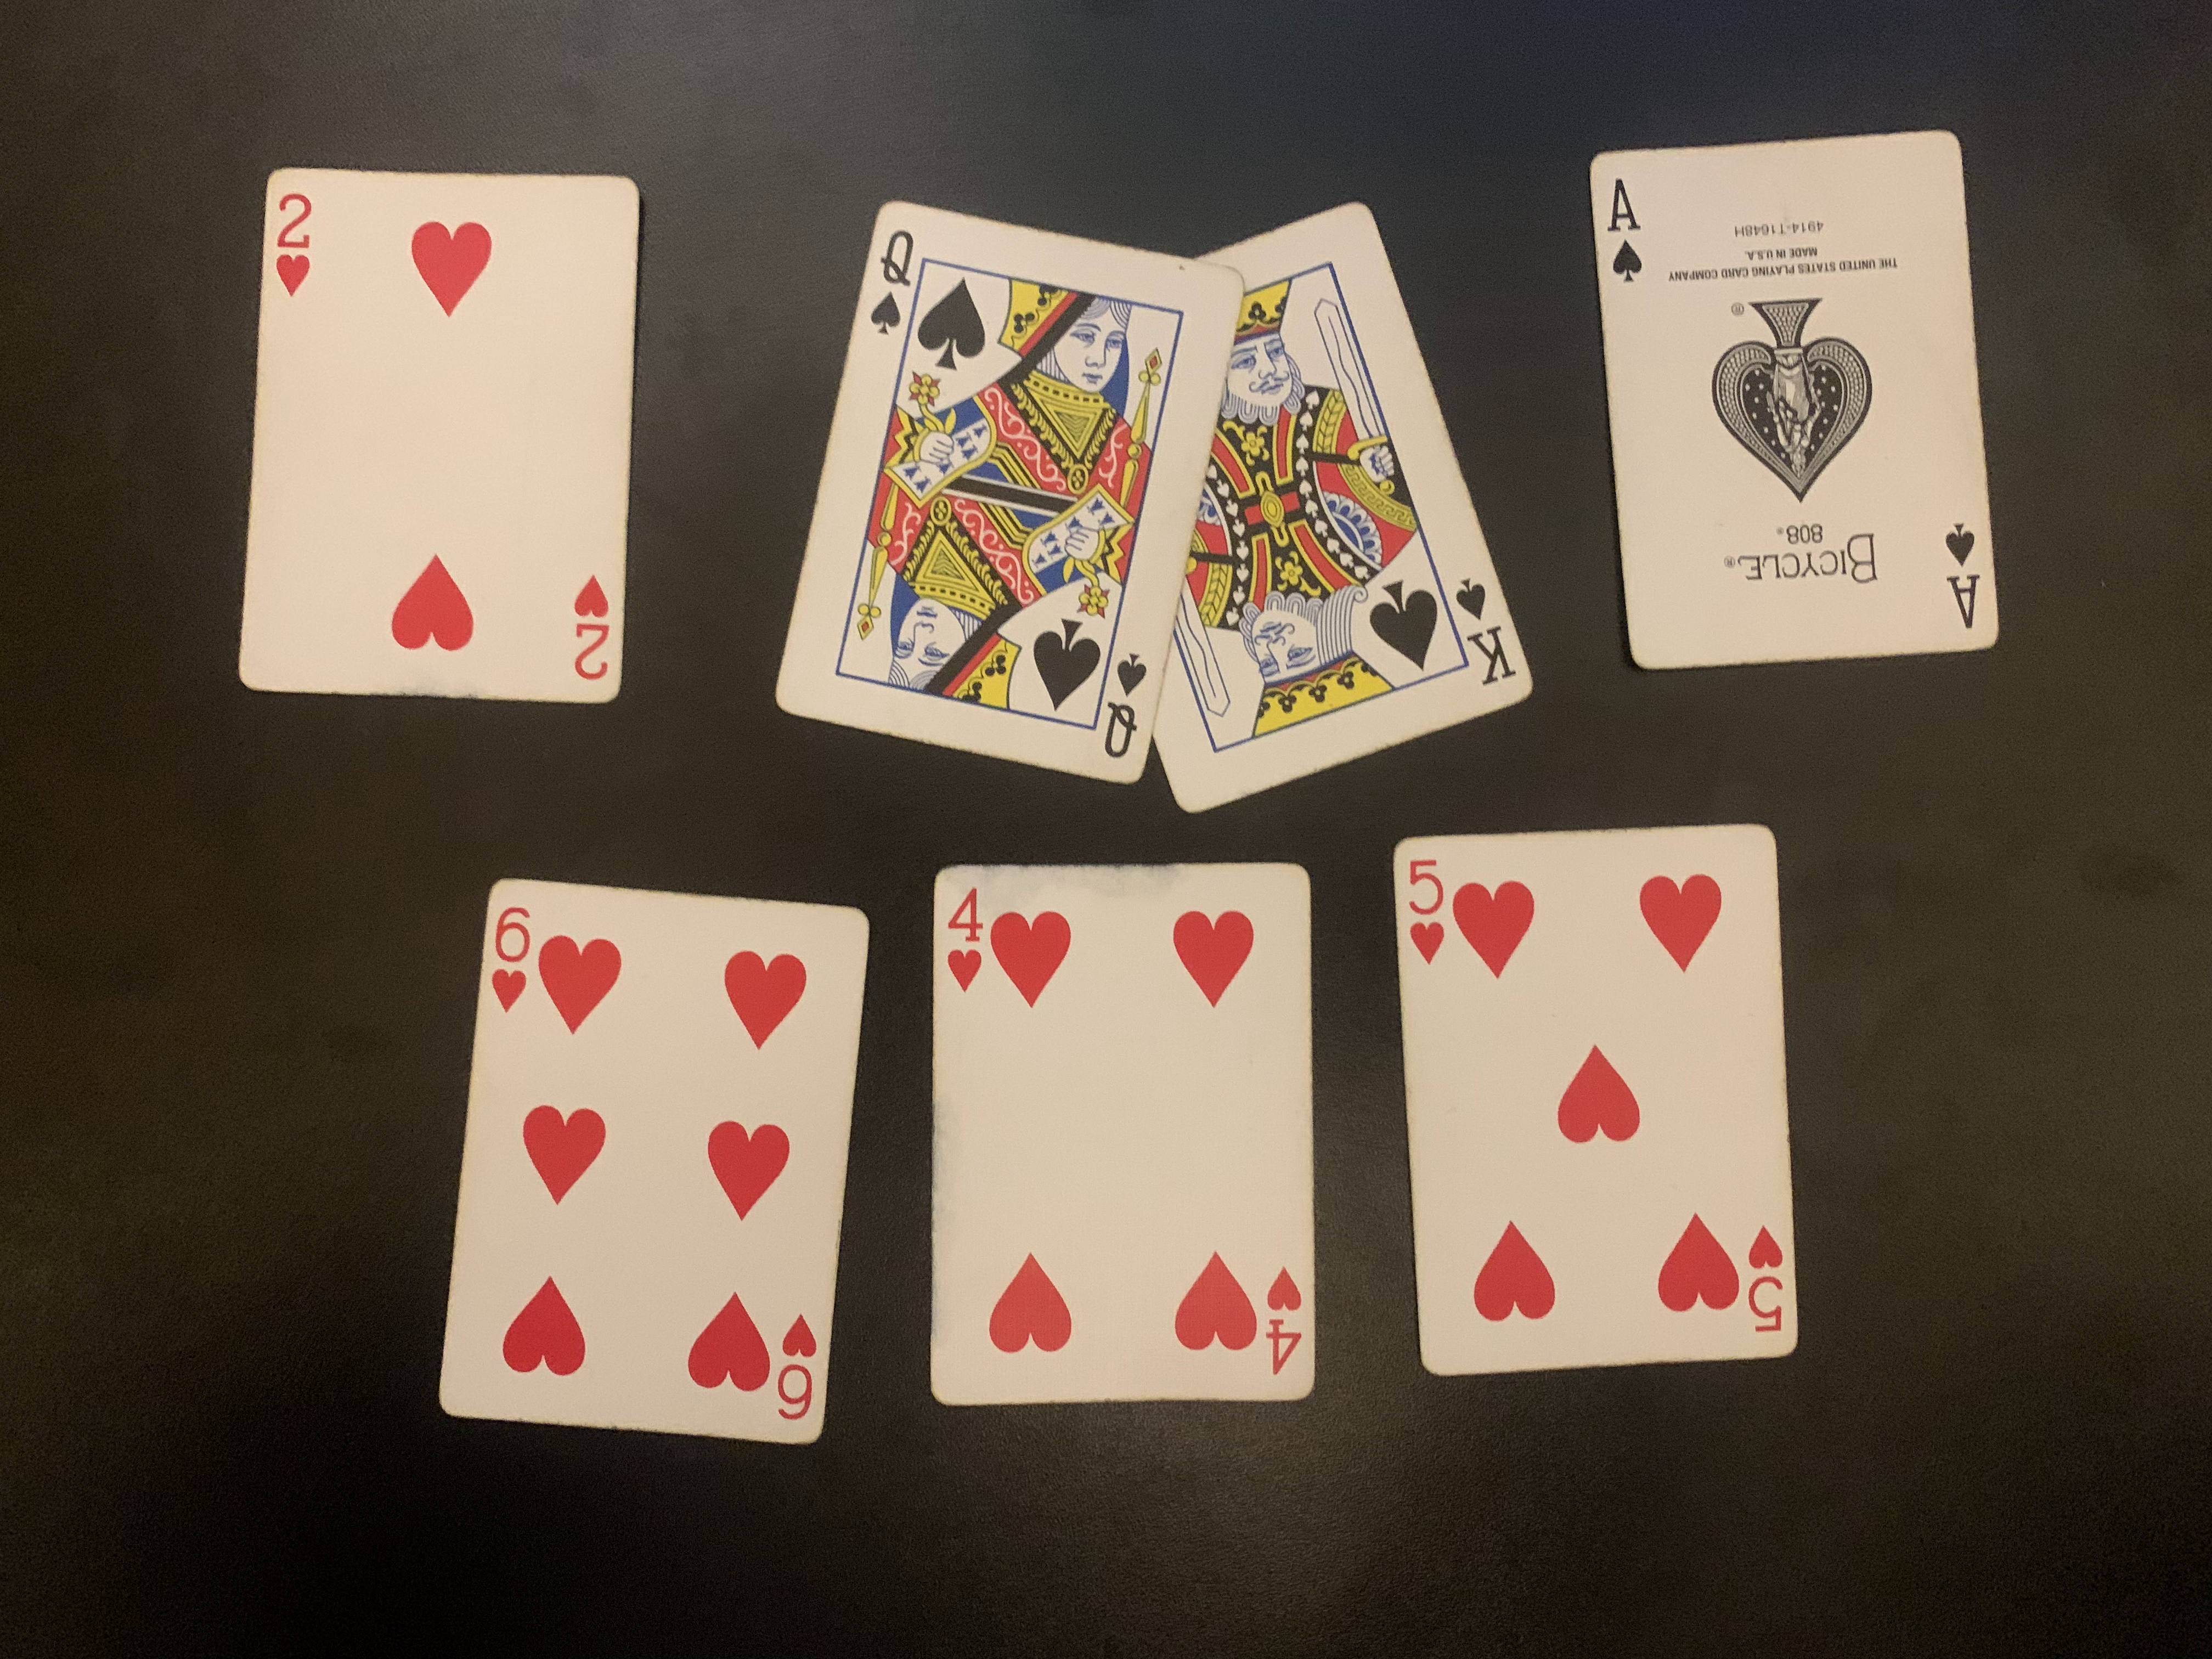 2
2
Q
Q
K
A
4914-T1648H
MADE IN U.S.A.
THE UNITED STATES PLAYING CARD COMPANY
®
808®
BICYCLE®
A
6
6
4
4
5
5